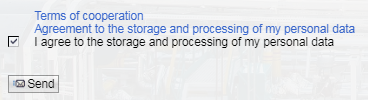 Terms of cooperation
Agreement to the storage and processing of my personal data
I agree to the storage and processing of my personal data
Send